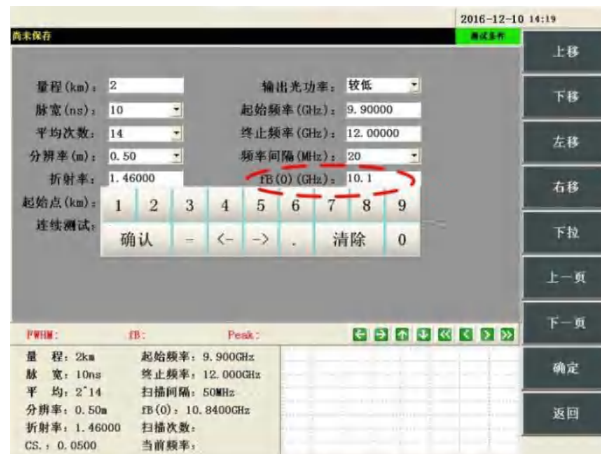 2016-12-10 14:19
尚未保存
测试条件
量程(km): 2
输出光功率: 较低
脉宽(ns): 10
起始频率(GHz): 9.90000
平均次数: 14
终止频率(GHz): 12.00000
分辨率(m): 0.50
频率间隔(MHz): 20
折射率: 1.46000
fB(0)(GHz): 10.1
起始点(km):
连续测试:
1 2 3 4 5 6 7 8 9
确认 - <- -> . 清除 0
上移
下移
左移
右移
下拉
上一页
下一页
确定
返回
FWHM: fB: Peak:
量 程: 2km 起始频率: 9.900GHz
脉 宽: 10ns 终止频率: 12.000GHz
平 均: 2^14 扫描间隔: 50MHz
分辨率: 0.50m fB(0): 10.8400GHz
折射率: 1.46000 扫描次数:
CS.: 0.0500 当前频率: